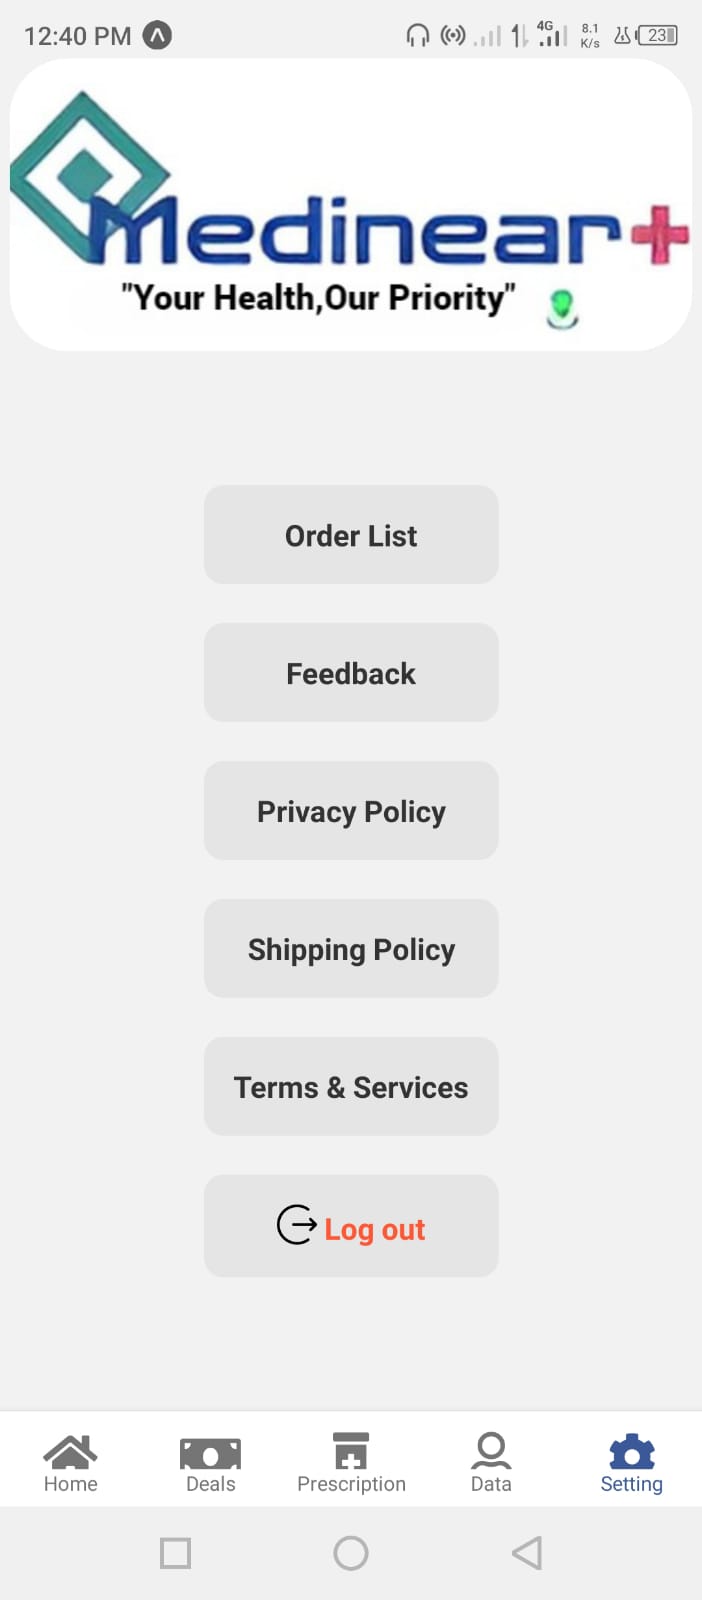 12:40 PM
4G
8.1
K/s
23
Medinear+
"Your Health,Our Priority"
Order List
Feedback
Privacy Policy
Shipping Policy
Terms & Services
Log out
Home
Deals
Prescription
Data
Setting